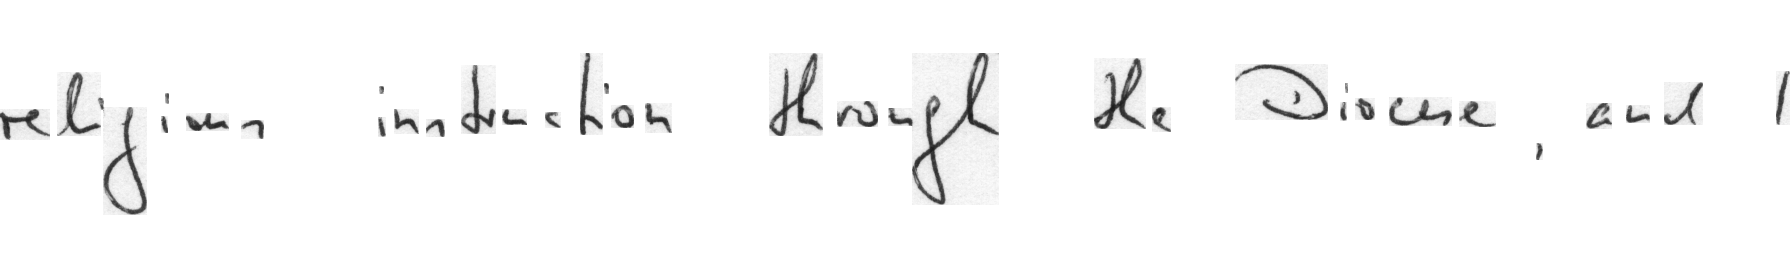 religious instruction through the Diocese, and I